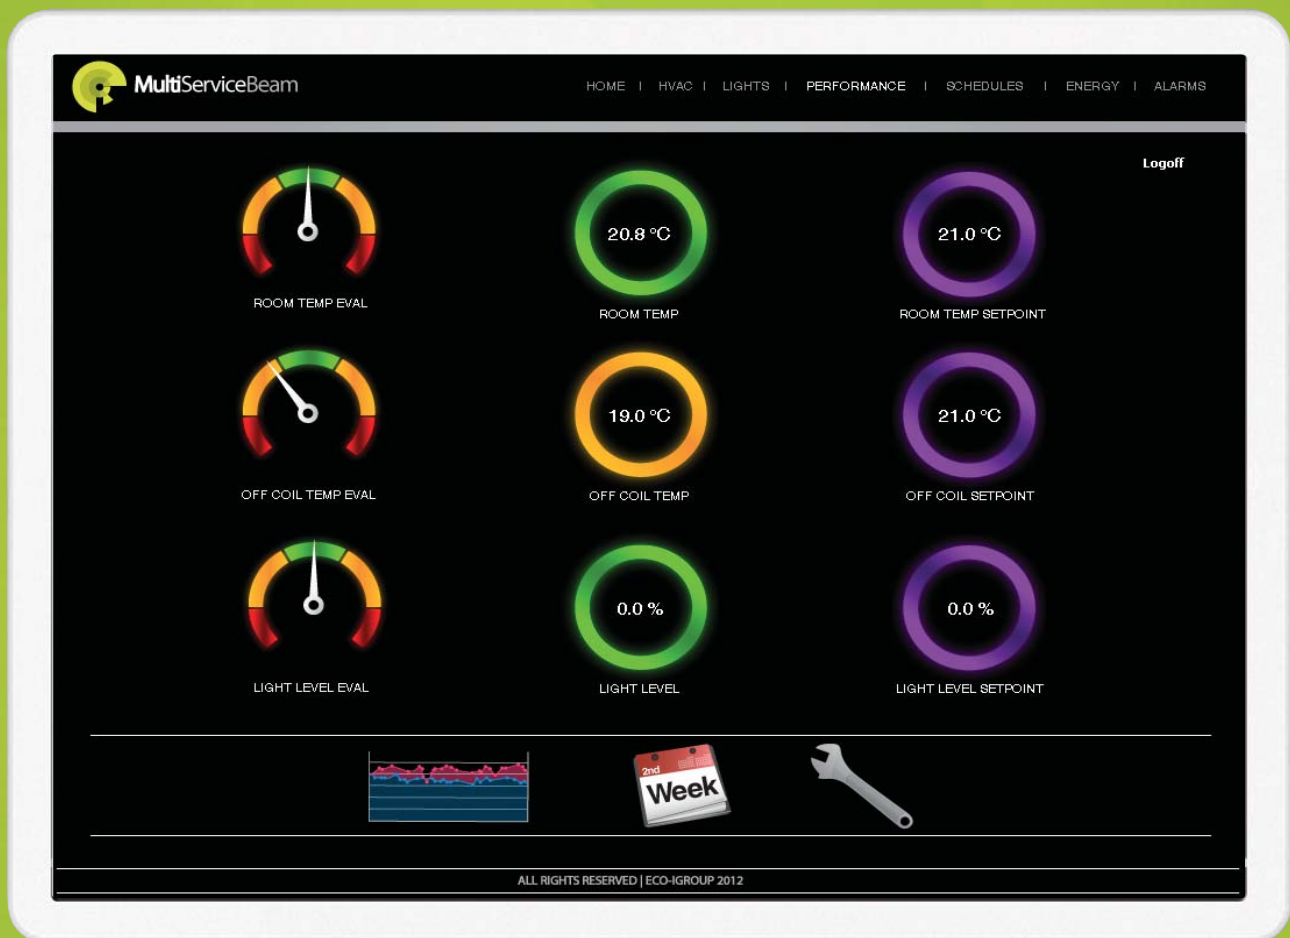 MultiServiceBeam
HOME | HVAC | LIGHTS | PERFORMANCE | SCHEDULES | ENERGY | ALARMS
Logoff
20.8 °C
21.0 °C
ROOM TEMP EVAL
ROOM TEMP
ROOM TEMP SETPOINT
19.0 °C
21.0 °C
OFF COIL TEMP EVAL
OFF COIL TEMP
OFF COIL SETPOINT
0.0 %
0.0 %
LIGHT LEVEL EVAL
LIGHT LEVEL
LIGHT LEVEL SETPOINT
2nd
Week
ALL RIGHTS RESERVED | ECO-IGROUP 2012